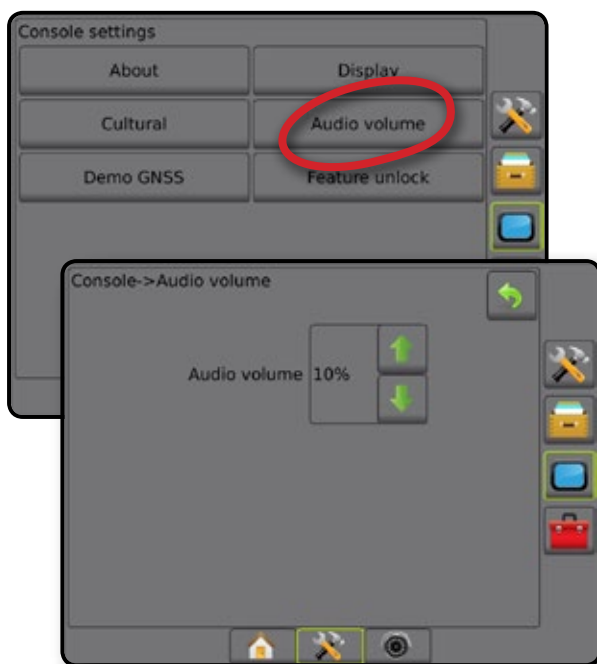 Console settings
About Display
Cultural Audio volume
Demo GNSS Feature unlock
Console->Audio volume
Audio volume 10%